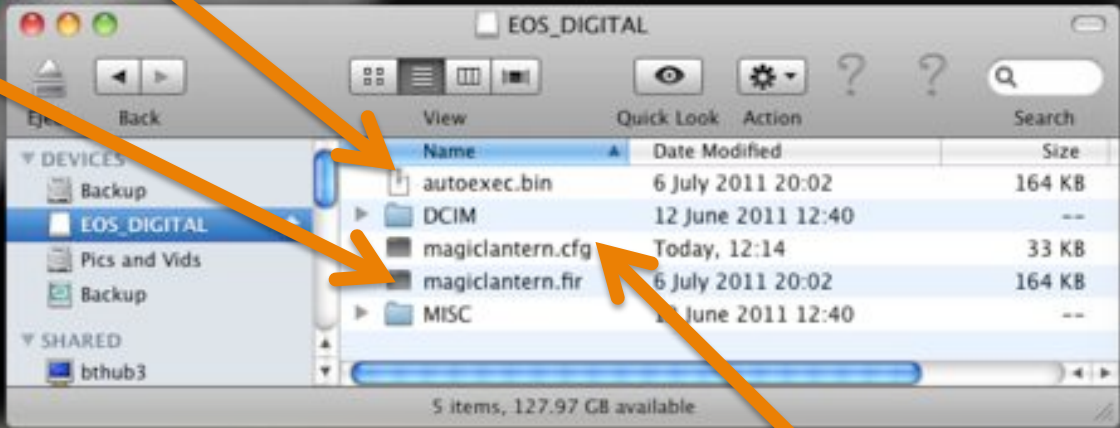 EOS_DIGITAL
Back View Quick Look Action Search
Name Date Modified Size
DEVICES
Backup
EOS_DIGITAL
Pics and Vids
Backup
SHARED
bthub3
autoexec.bin 6 July 2011 20:02 164 KB
DCIM 12 June 2011 12:40 --
magiclantern.cfg Today, 12:14 33 KB
magiclantern.fir 6 July 2011 20:02 164 KB
MISC June 2011 12:40 --
5 items, 127.97 GB available